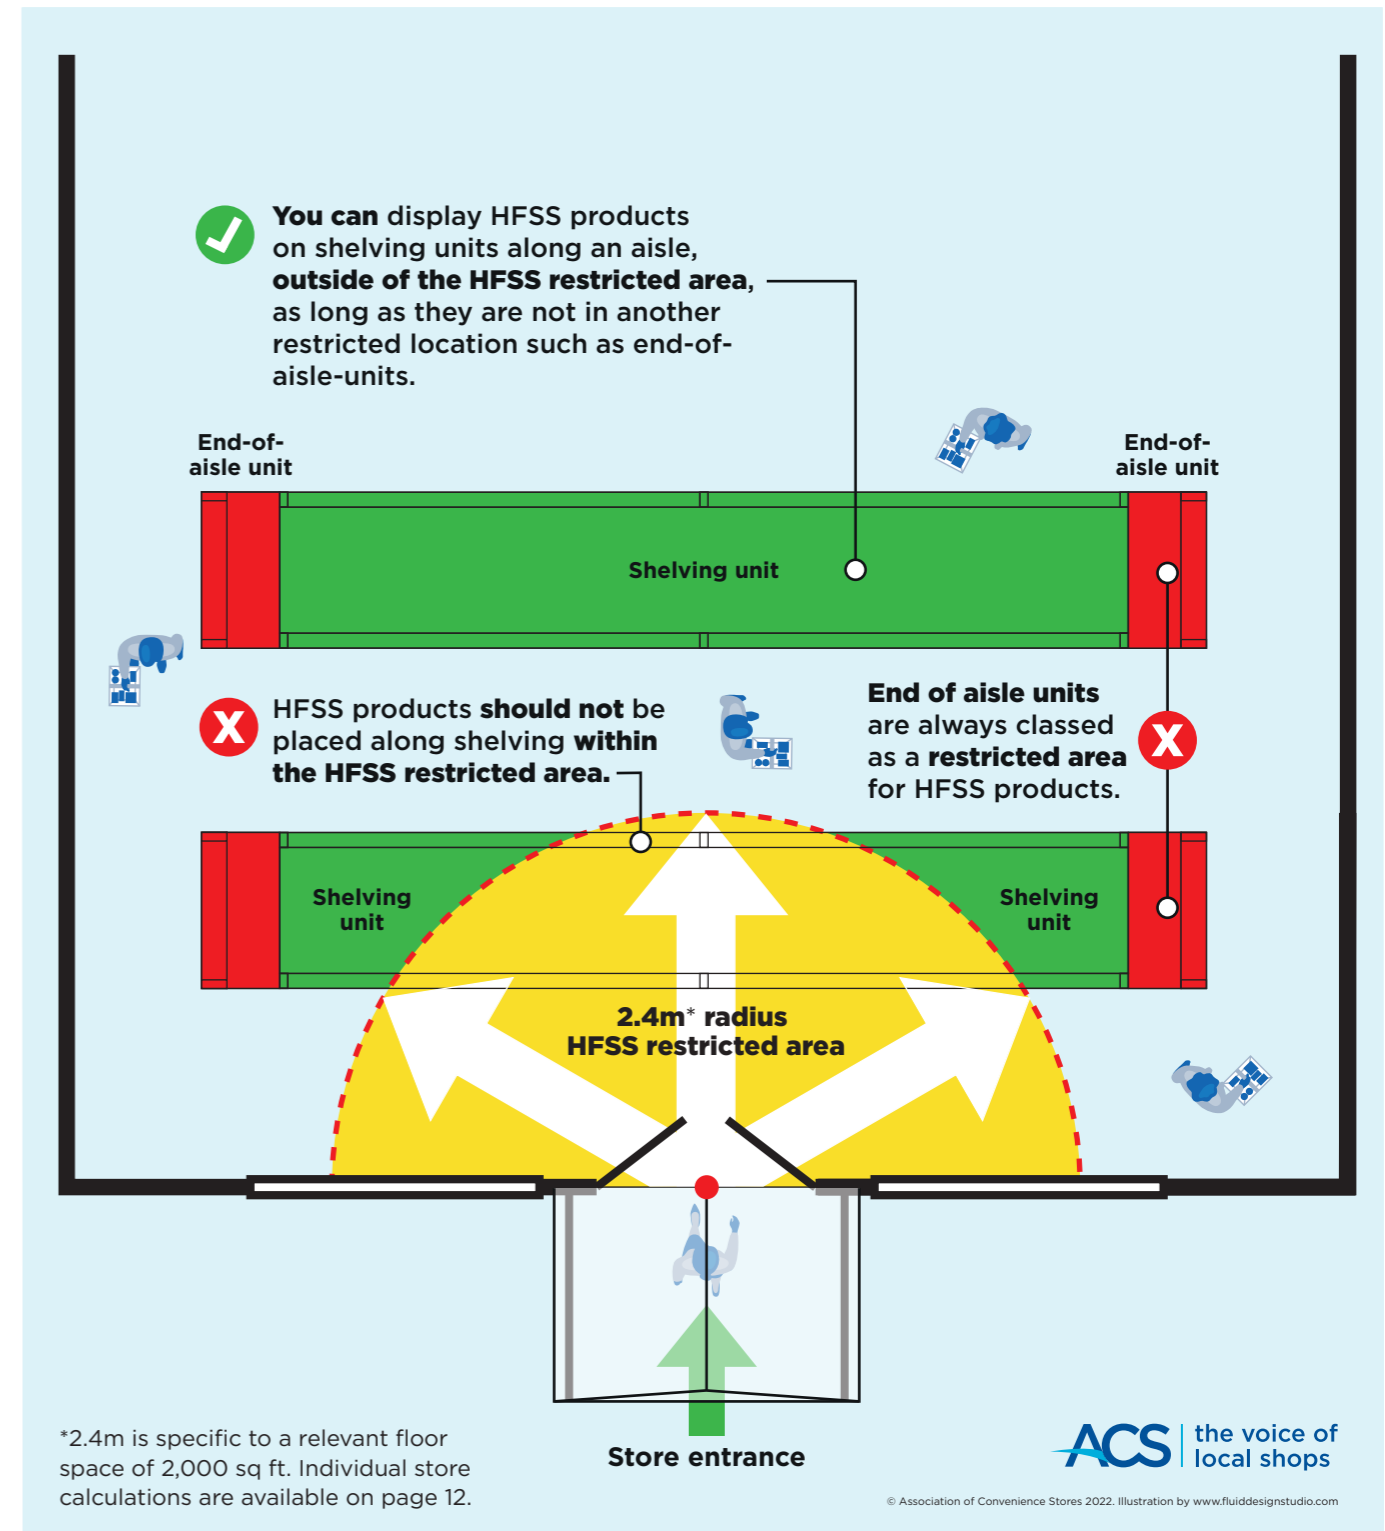 You can display HFSS products
on shelving units along an aisle,
outside of the HFSS restricted area,
as long as they are not in another
restricted location such as end-of-
aisle-units.
End-of-
aisle unit
End-of-
aisle unit
Shelving unit
X
HFSS products should not be
placed along shelving within
the HFSS restricted area.
End of aisle units
are always classed
as a restricted area
for HFSS products.
X
Shelving
unit
Shelving
unit
2.4m* radius
HFSS restricted area
Store entrance
*2.4m is specific to a relevant floor
space of 2,000 sq ft. Individual store
calculations are available on page 12.
ACS
the voice of
local shops
© Association of Convenience Stores 2022. Illustration by www.fluiddesignstudio.com